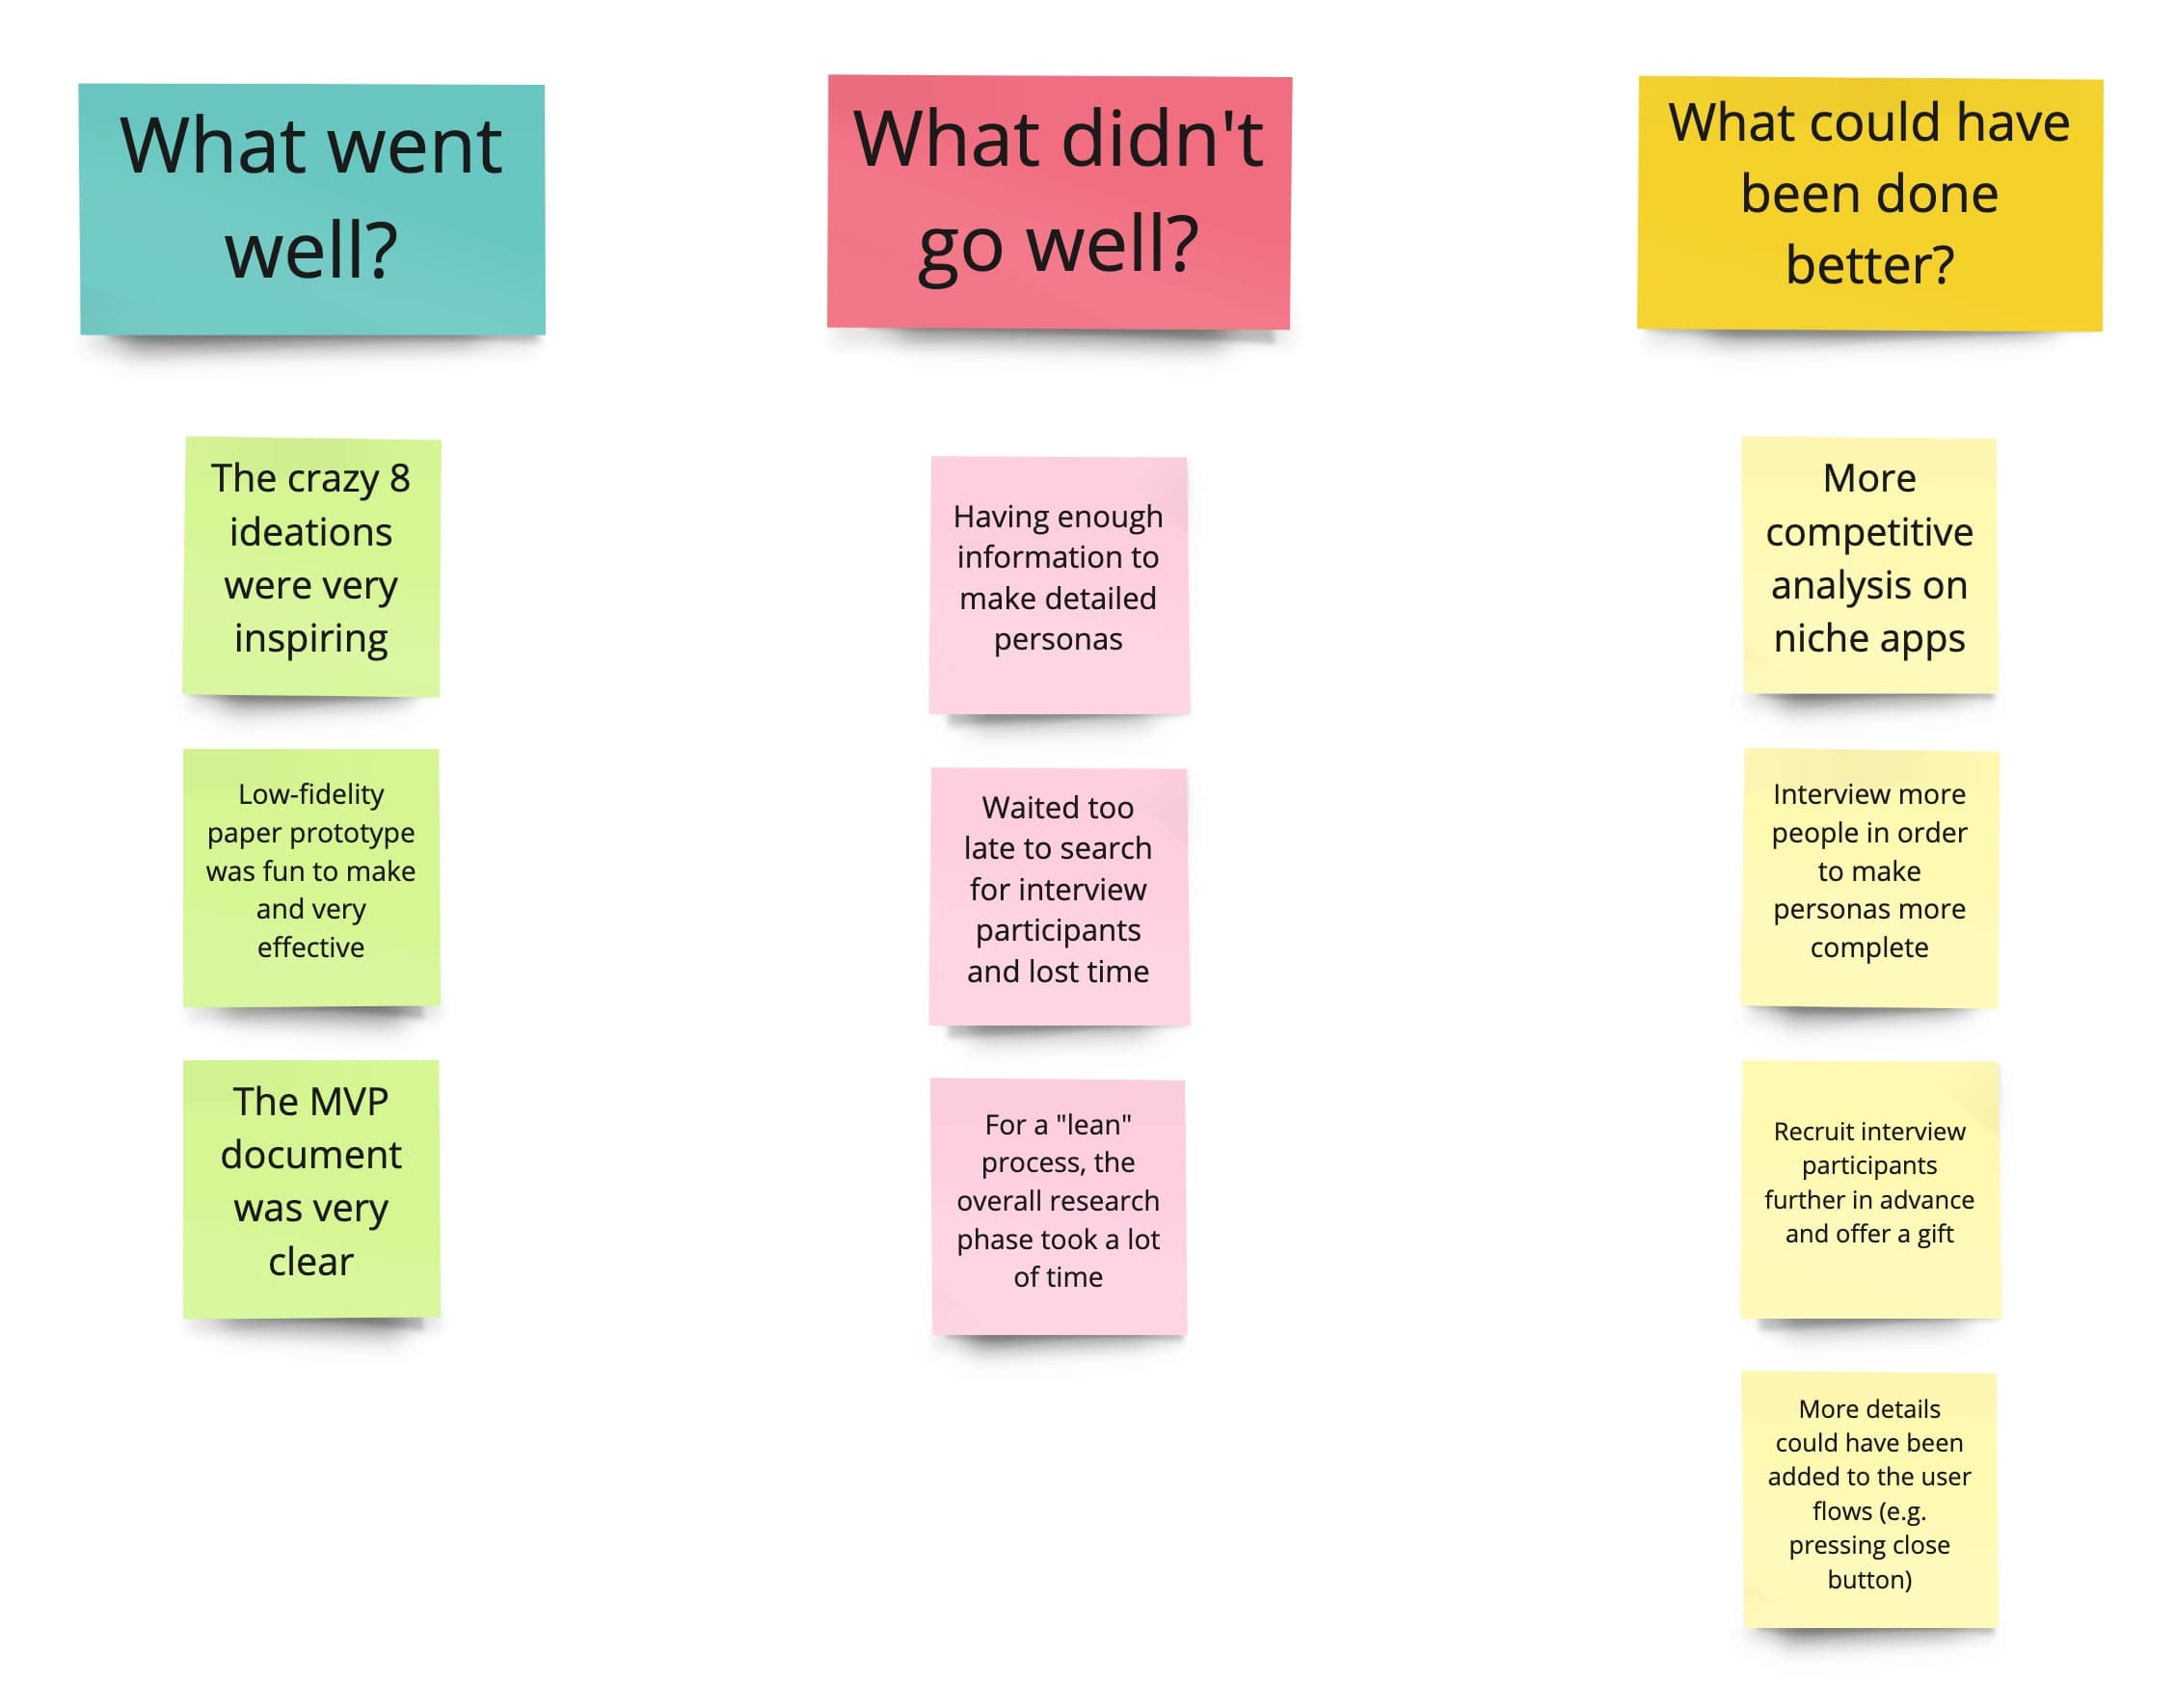 What went
well?
The crazy 8
ideations
were very
inspiring
Low-fidelity
paper prototype
was fun to make
and very
effective
The MVP
document
was very
clear
What didn't
go well?
Having enough
information to
make detailed
personas
Waited too
late to search
for interview
participants
and lost time
For a "lean"
process, the
overall research
phase took a lot
of time
What could have
been done
better?
More
competitive
analysis on
niche apps
Interview more
people in order
to make
personas more
complete
Recruit interview
participants
further in advance
and offer a gift
More details
could have been
added to the user
flows (e.g.
pressing close
button)